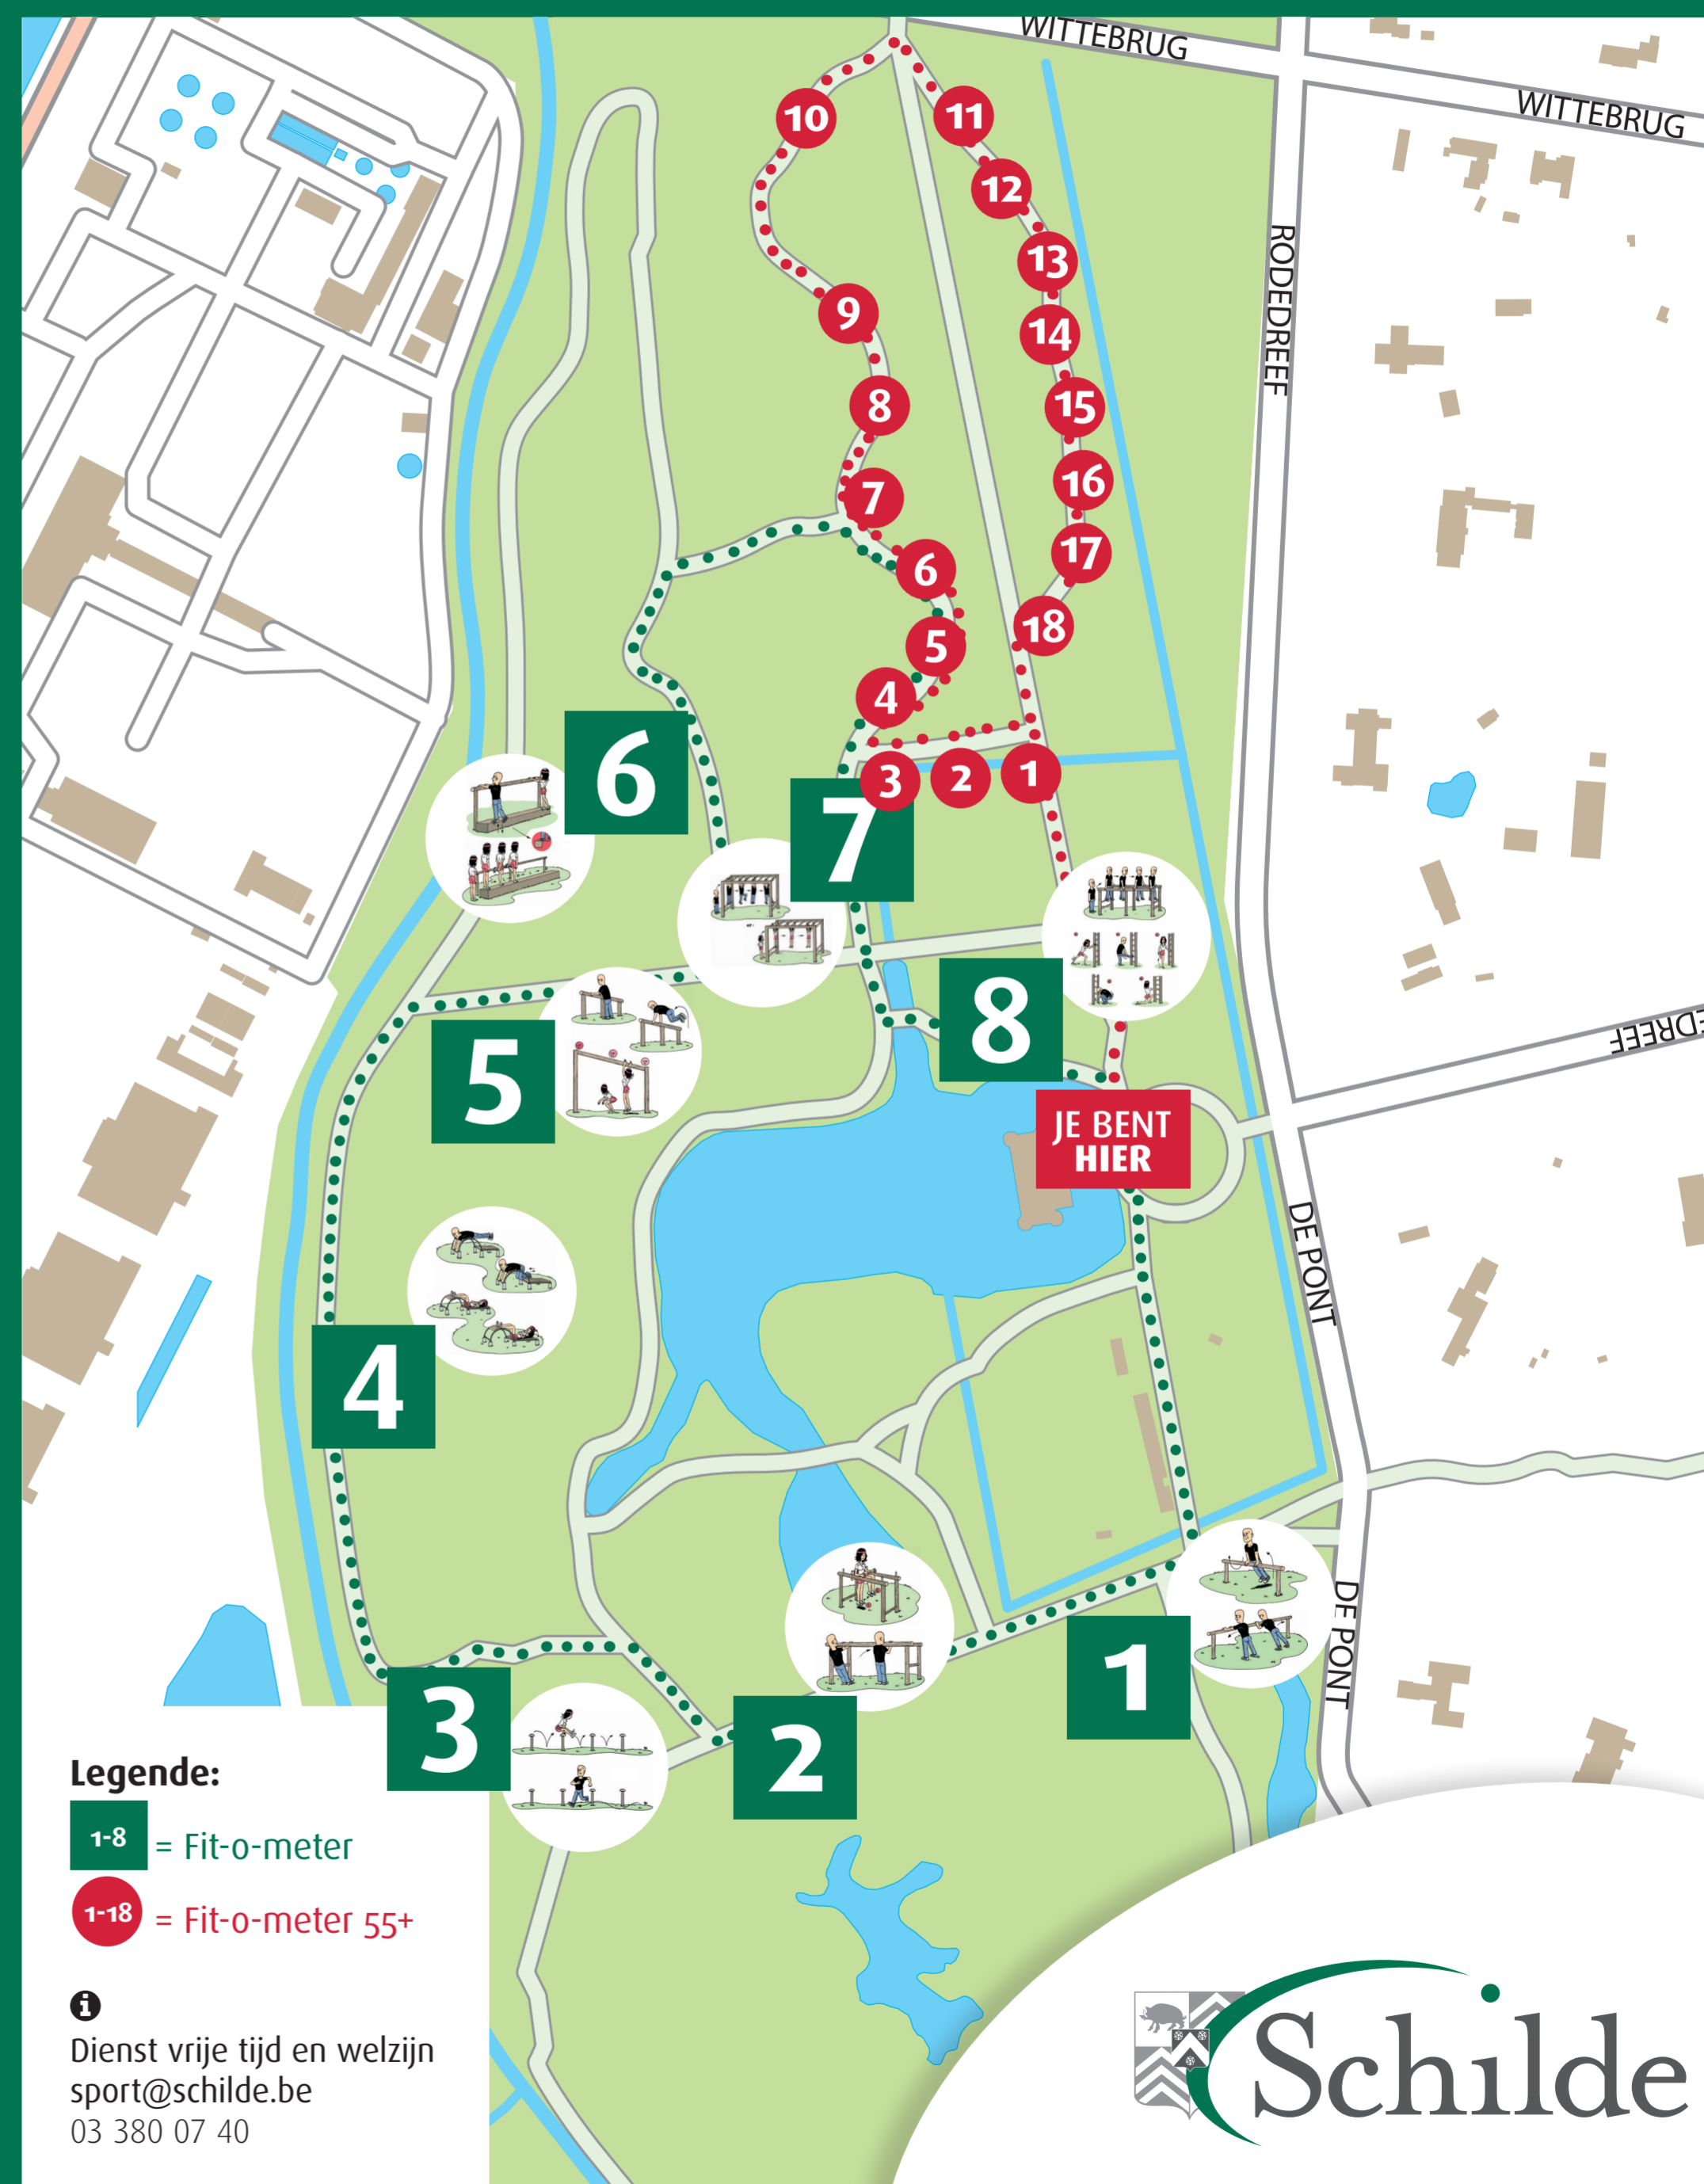 WITTEBRUG
WITTEBRUG
10
11
12
RODEDREEF
13
9
14
8
15
16
7
17
6
18
5
4
6
3
2
1
7
8
5
EDREEF
JE BENT
HIER
DE PONT
4
DE PONT
1
3
2
Legende:
1-8 = Fit-o-meter
1-18 = Fit-o-meter 55+
i
Dienst vrije tijd en welzijn
sport@schilde.be
03 380 07 40
Schilde